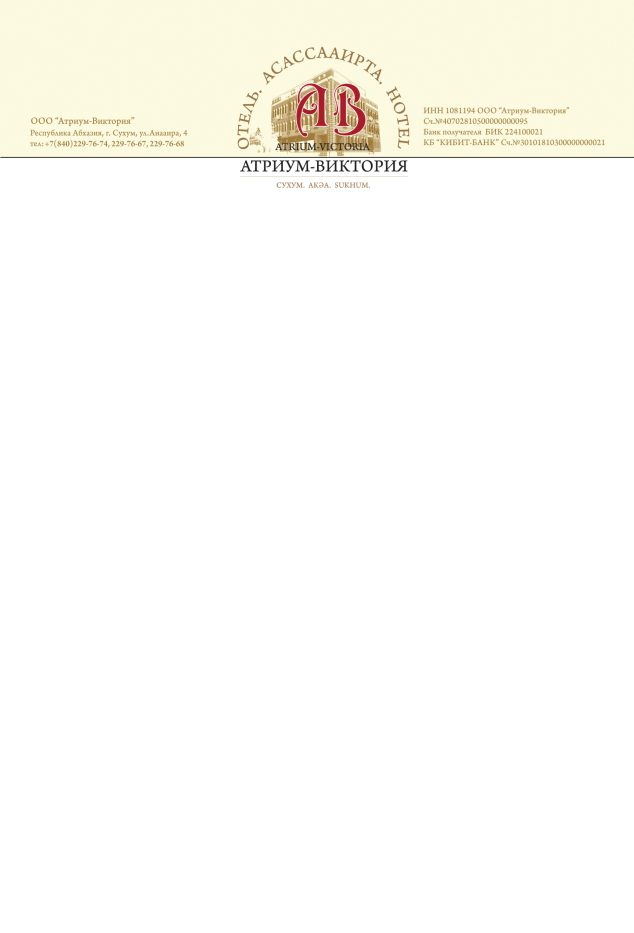 ОТЕЛЬ. АСАССААИРТА. HOTEL
АВ
ATRIUM-VICTORIA
АТРИУМ-ВИКТОРИЯ
СУХУМ. АҞӘА. SUKHUM.
ООО "Атриум-Виктория"
Республика Абхазия, г. Сухум, ул.Анааира, 4
тел: +7(840)229-76-74, 229-76-67, 229-76-68
ИНН 1081194 ООО "Атриум-Виктория"
Сч.№40702810500000000095
Банк получателя БИК 224100021
КБ "КИБИТ-БАНК" Сч.№30101810300000000021